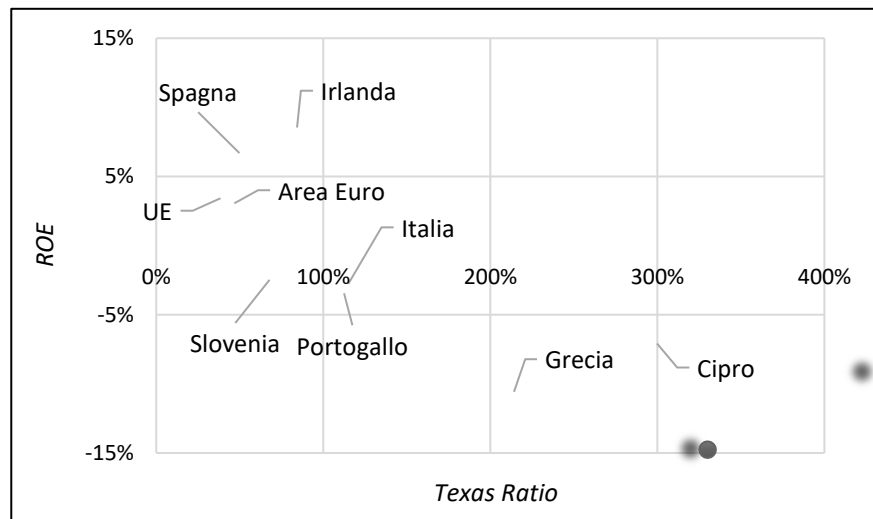 15%
Spagna
Irlanda
5%
UE
Area Euro
Italia
ROE
0%
100%
200%
300%
400%
-5%
Slovenia
Portogallo
Grecia
Cipro
-15%
Texas Ratio